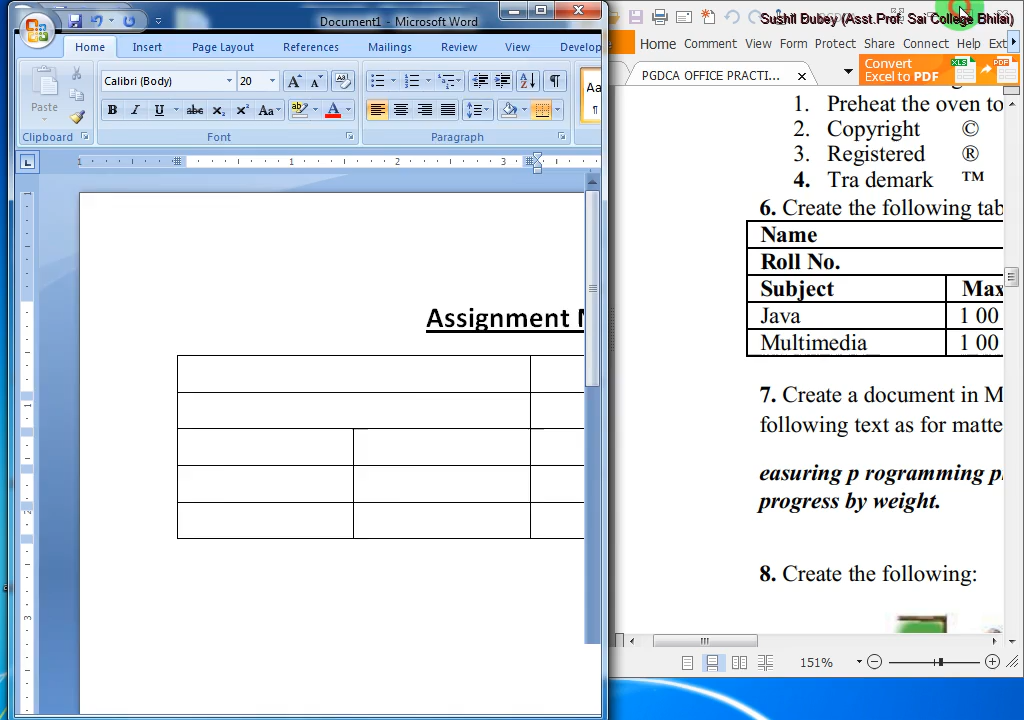 Document1 - Microsoft Word
Home Insert Page Layout References Mailings Review View Develop
Paste
Calibri (Body) 20
Clipboard Font Paragraph
Assignment
Sushil Dubey (Asst.Prof. Sai College Bhilai)
Home Comment View Form Protect Share Connect Help Ext
Convert
Excel to PDF
XLS PDF
PGDCA OFFICE PRACTI...
1. Preheat the oven to
2. Copyright ©
3. Registered ®
4. Tra demark ™
6. Create the following tab
Name
Roll No.
Subject Max
Java 1 00
Multimedia 1 00
7. Create a document in M
following text as for matte
easuring p rogramming p
progress by weight.
8. Create the following:
151%